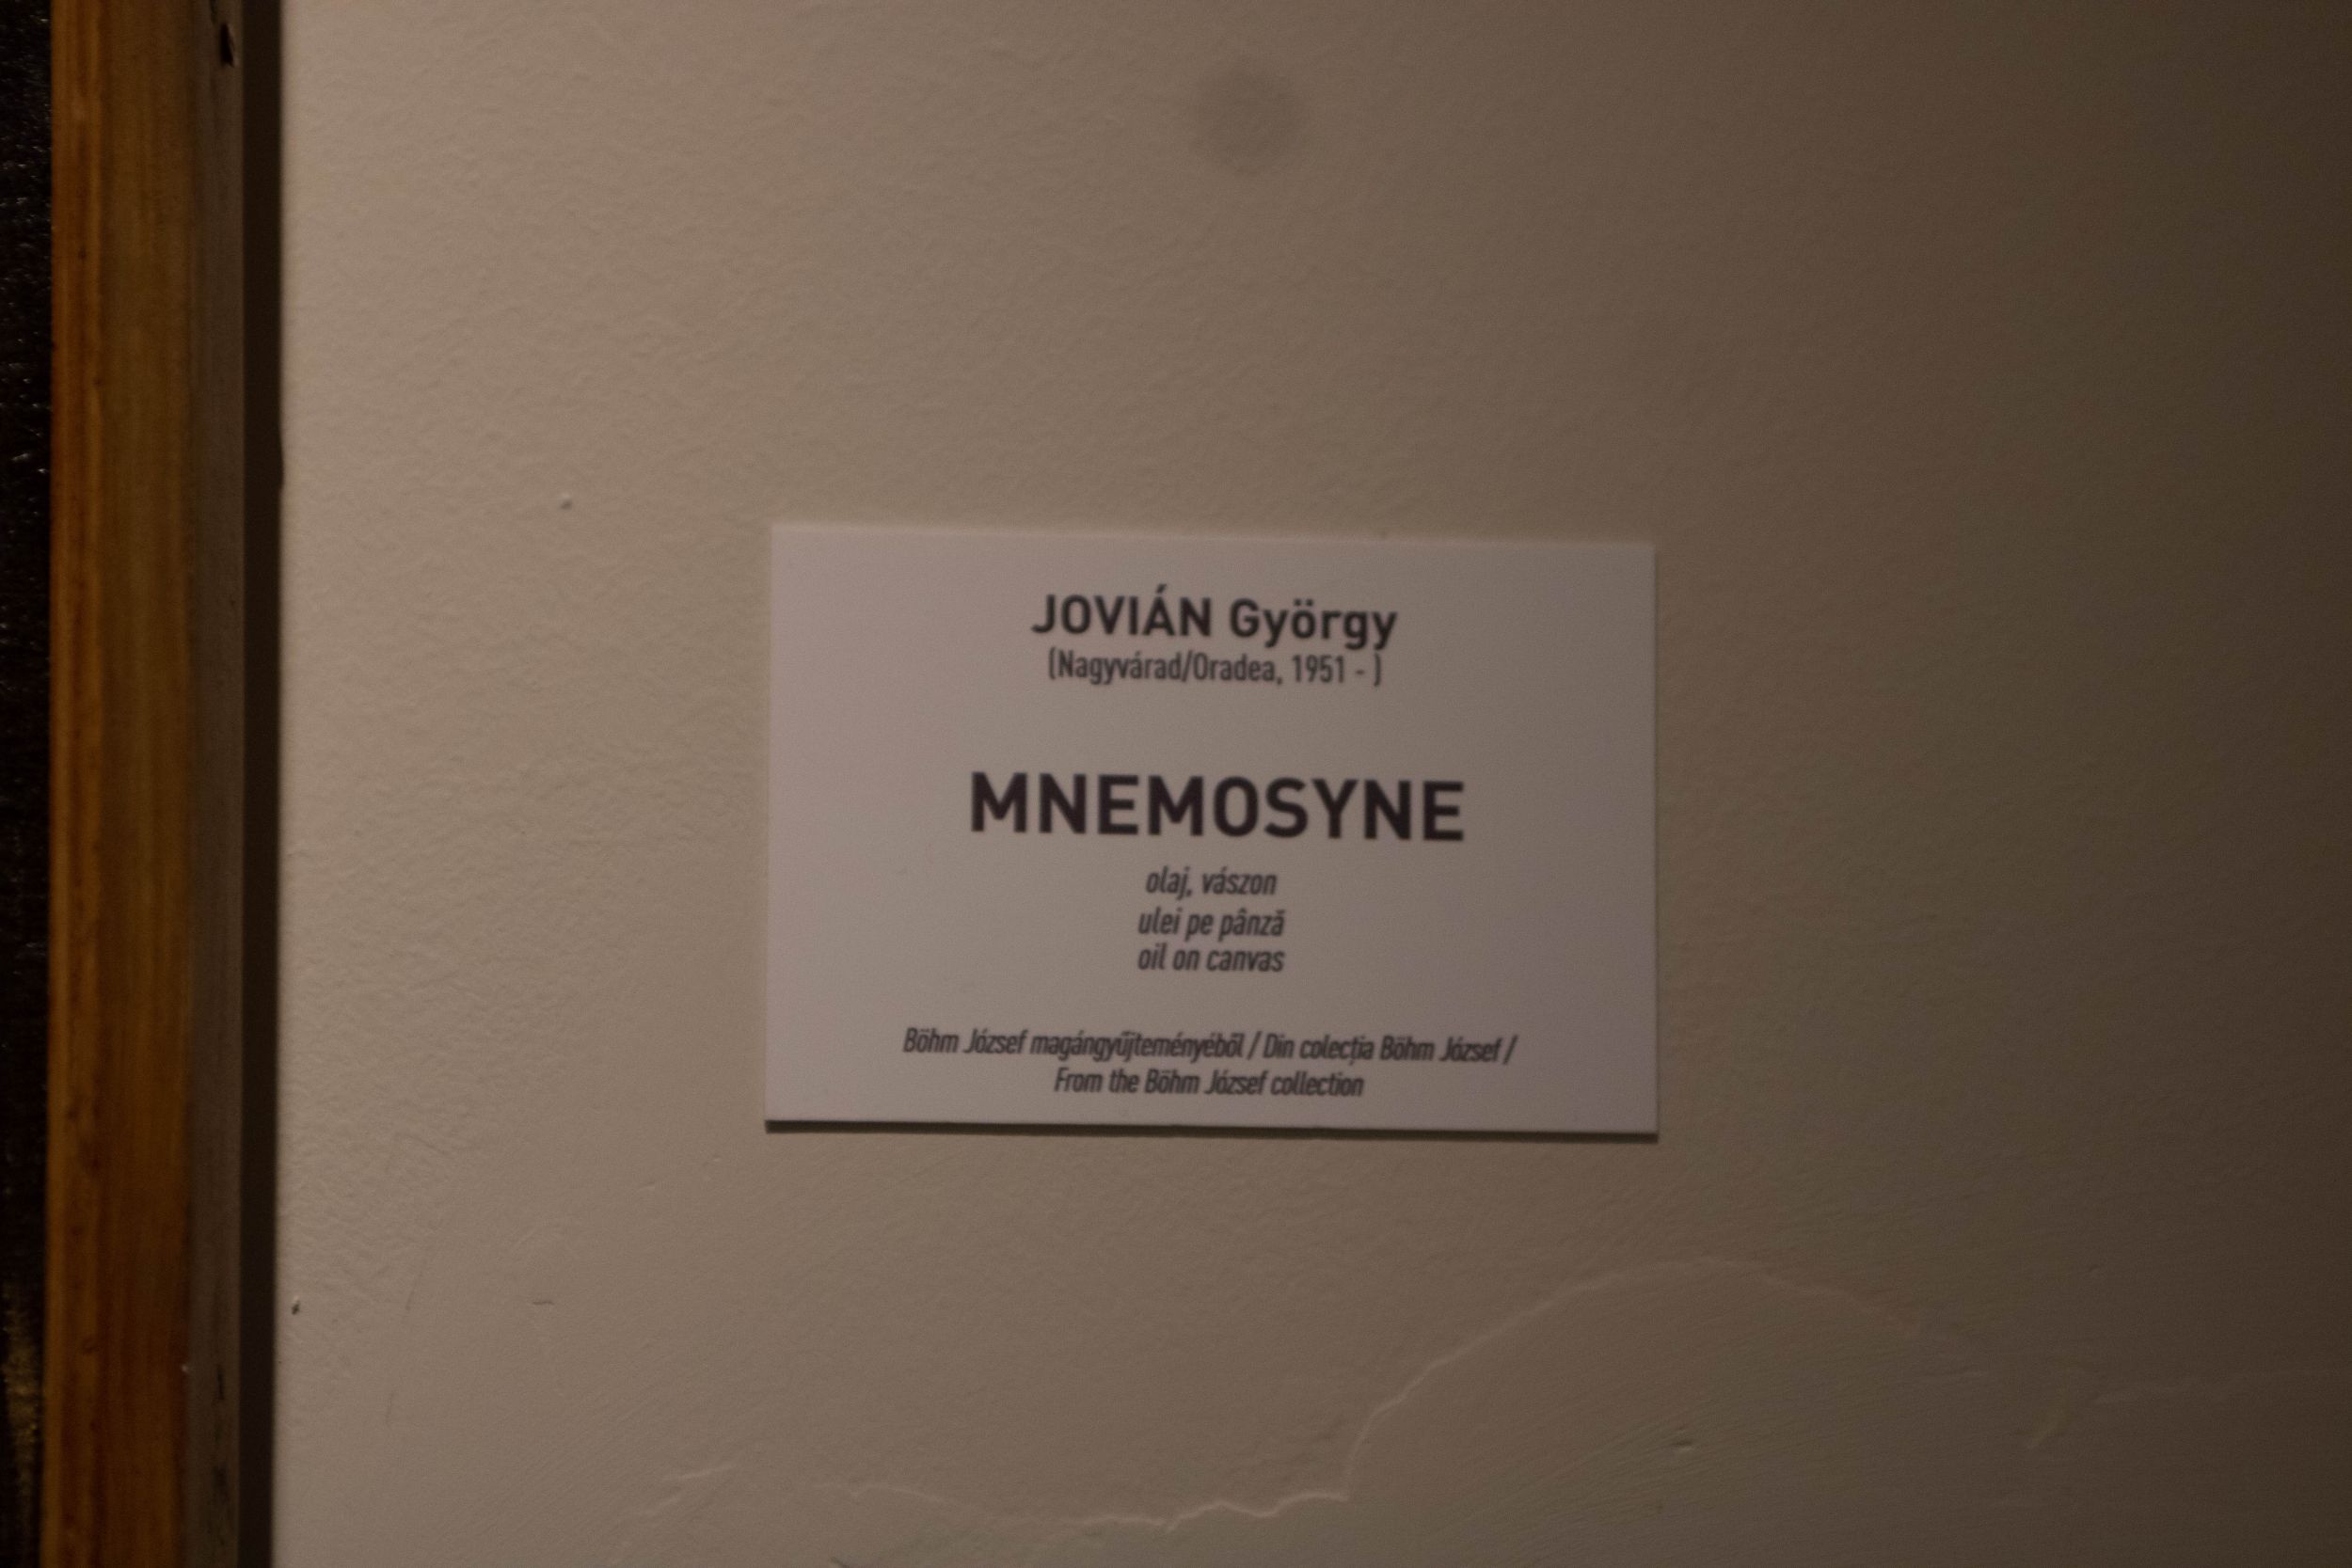 JOVIÁN György
(Nagyvárad/Oradea, 1951 - )
MNEMOSYNE
olaj, vászon
ulei pe pânză
oil on canvas
Böhm József magángyűjteményéből / Din colecția Böhm József /
From the Böhm József collection